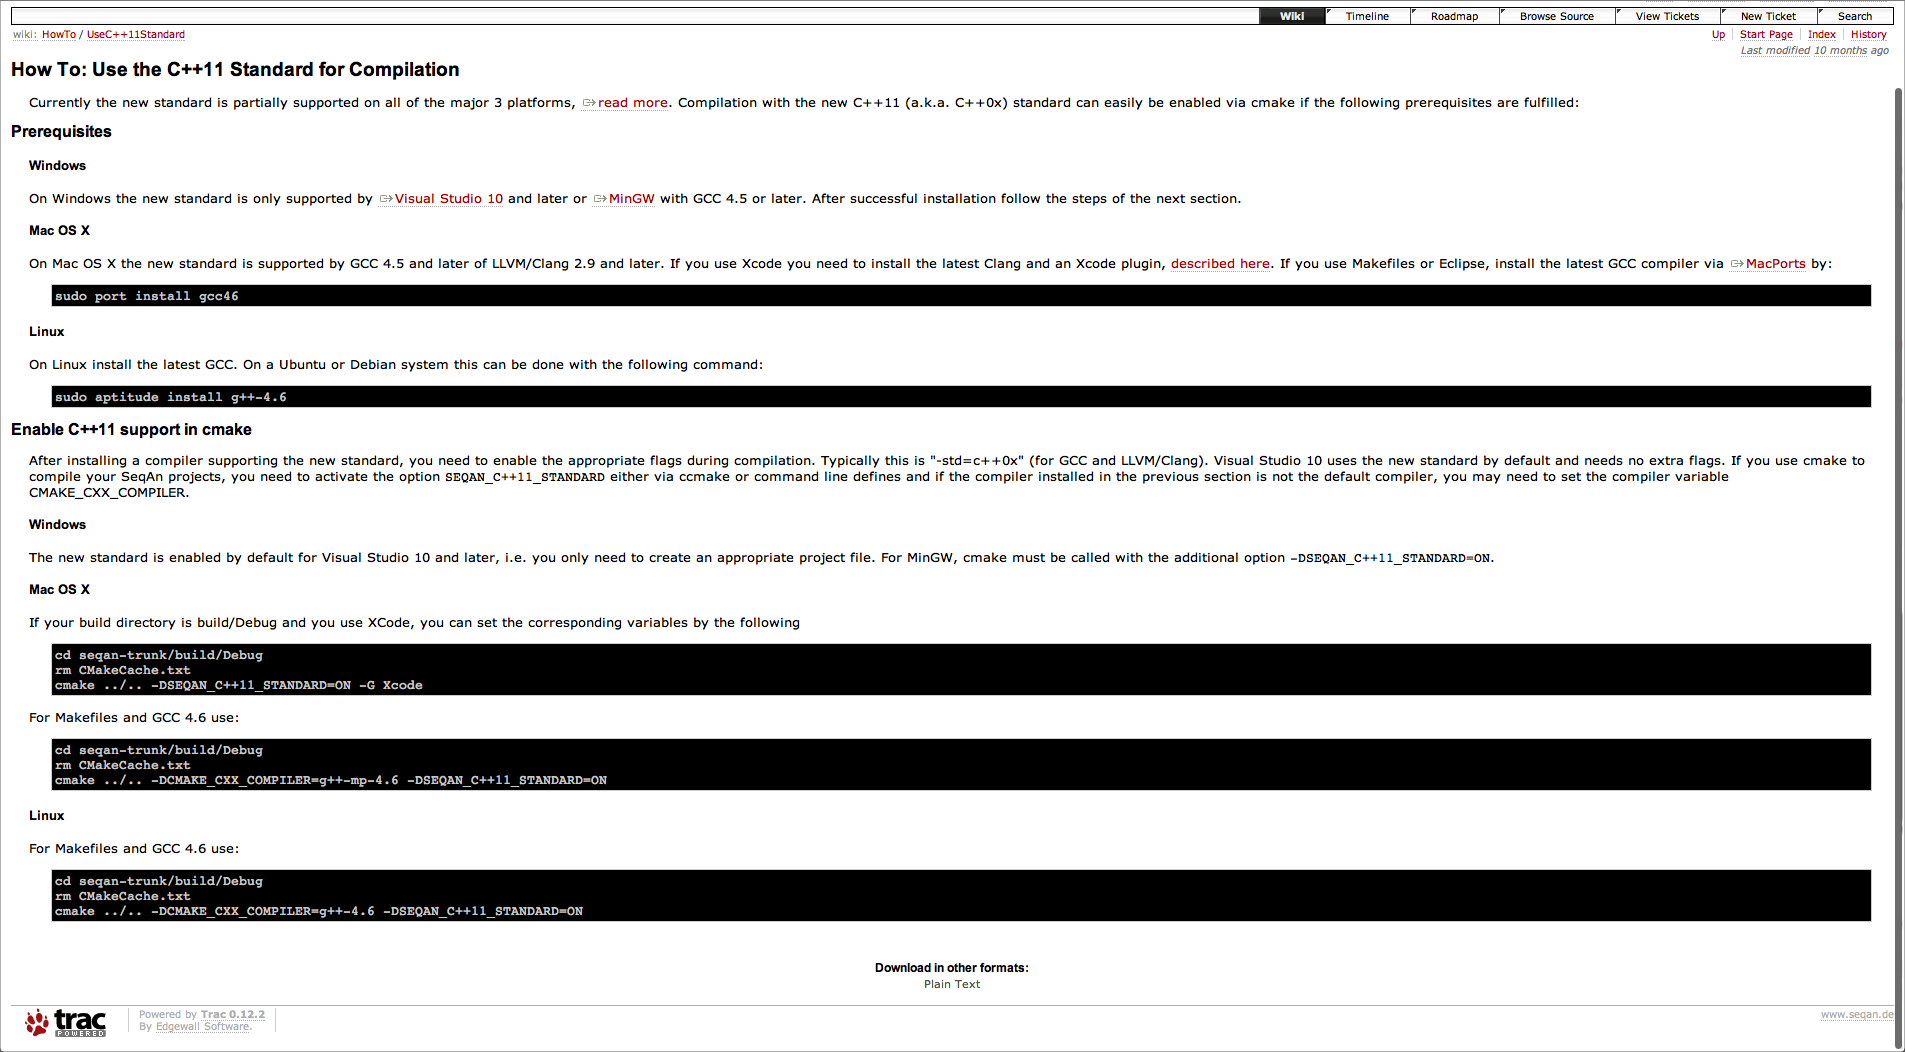 Wiki Timeline Roadmap Browse Source View Tickets New Ticket Search
wiki: HowTo / UseC++11Standard
Up Start Page Index History
Last modified 10 months ago
How To: Use the C++11 Standard for Compilation
Currently the new standard is partially supported on all of the major 3 platforms, read more. Compilation with the new C++11 (a.k.a. C++0x) standard can easily be enabled via cmake if the following prerequisites are fulfilled:
Prerequisites
Windows
On Windows the new standard is only supported by Visual Studio 10 and later or MinGW with GCC 4.5 or later. After successful installation follow the steps of the next section.
Mac OS X
On Mac OS X the new standard is supported by GCC 4.5 and later of LLVM/Clang 2.9 and later. If you use Xcode you need to install the latest Clang and an Xcode plugin, described here. If you use Makefiles or Eclipse, install the latest GCC compiler via MacPorts by:
sudo port install gcc46
Linux
On Linux install the latest GCC. On a Ubuntu or Debian system this can be done with the following command:
sudo aptitude install g++-4.6
Enable C++11 support in cmake
After installing a compiler supporting the new standard, you need to enable the appropriate flags during compilation. Typically this is "-std=c++0x" (for GCC and LLVM/Clang). Visual Studio 10 uses the new standard by default and needs no extra flags. If you use cmake to
compile your SeqAn projects, you need to activate the option SEQAN_C++11_STANDARD either via ccmake or command line defines and if the compiler installed in the previous section is not the default compiler, you may need to set the compiler variable
CMAKE_CXX_COMPILER.
Windows
The new standard is enabled by default for Visual Studio 10 and later, i.e. you only need to create an appropriate project file. For MinGW, cmake must be called with the additional option -DSEQAN_C++11_STANDARD=ON.
Mac OS X
If your build directory is build/Debug and you use XCode, you can set the corresponding variables by the following
cd seqan-trunk/build/Debug
rm CMakeCache.txt
cmake ../.. -DSEQAN_C++11_STANDARD=ON -G Xcode
For Makefiles and GCC 4.6 use:
cd seqan-trunk/build/Debug
rm CMakeCache.txt
cmake ../.. -DCMAKE_CXX_COMPILER=g++-mp-4.6 -DSEQAN_C++11_STANDARD=ON
Linux
For Makefiles and GCC 4.6 use:
cd seqan-trunk/build/Debug
rm CMakeCache.txt
cmake ../.. -DCMAKE_CXX_COMPILER=g++-4.6 -DSEQAN_C++11_STANDARD=ON
Download in other formats:
Plain Text
trac
POWERED
Powered by Trac 0.12.2
By Edgewall Software.
www.seqan.de